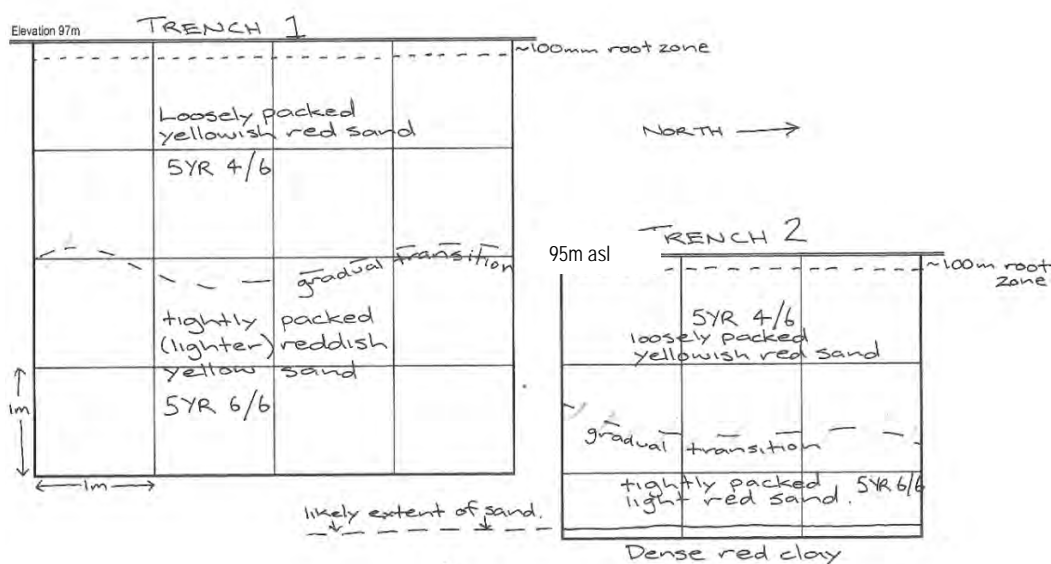 Elevation 97m
TRENCH 1
~100mm root zone
Loosely packed
yellowish red sand
5YR 4/6
NORTH
gradual transition
tightly packed
(lighter) reddish
yellow sand
5YR 6/6
1m
1m
TRENCH 2
95m asl
~100m root
zone
5YR 4/6
loosely packed
yellowish red sand
gradual transition
tightly packed 5YR 6/6
light red sand.
likely extent of sand.
Dense red clay